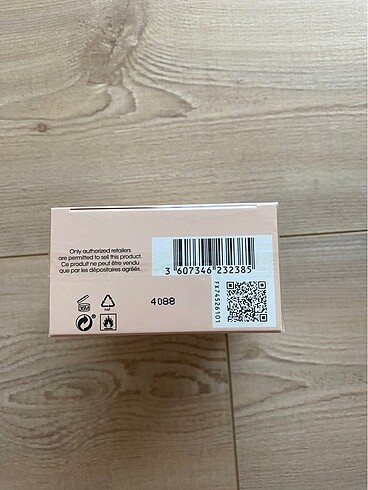 Only authorized retailers
are permitted to sell this product.
Ce produit ne peut être vendu
que par les dépositaires agréés.
3 607346 232385
4088
FX74526101